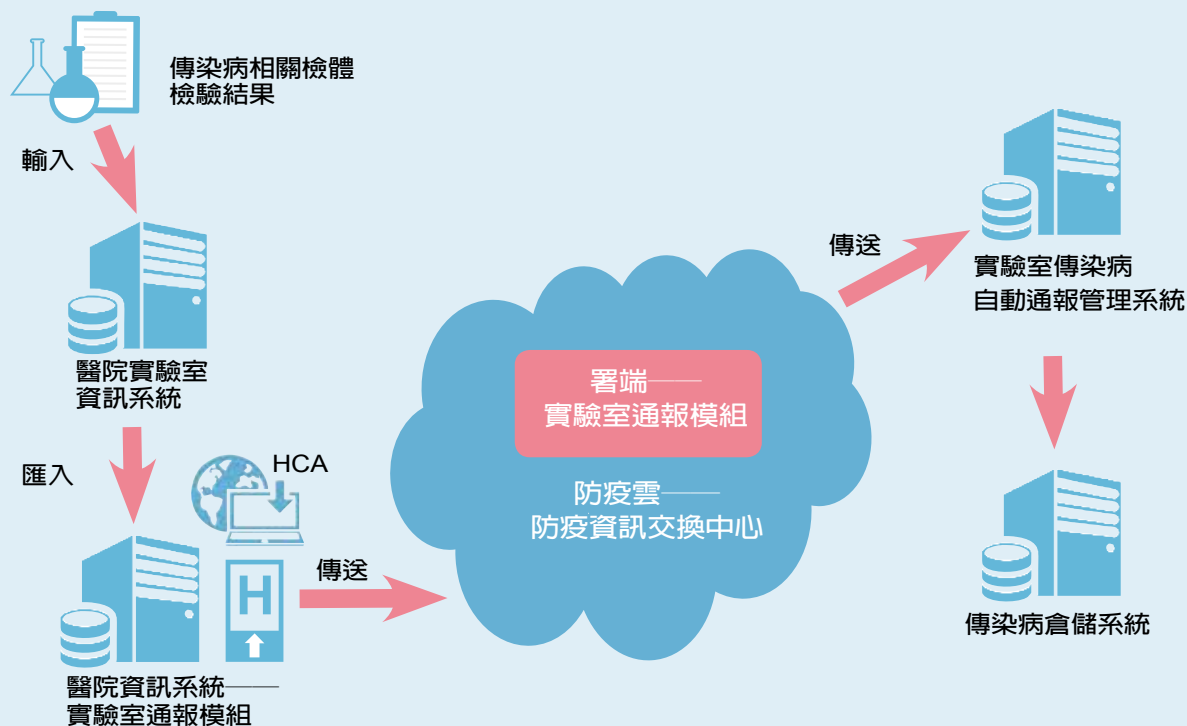 傳染病相關檢體
檢驗結果
輸入
醫院實驗室
資訊系統
匯入
HCA
H
醫院資訊系統——
實驗室通報模組
傳送
署端——
實驗室通報模組
防疫雲——
防疫資訊交換中心
傳送
實驗室傳染病
自動通報管理系統
傳染病倉儲系統